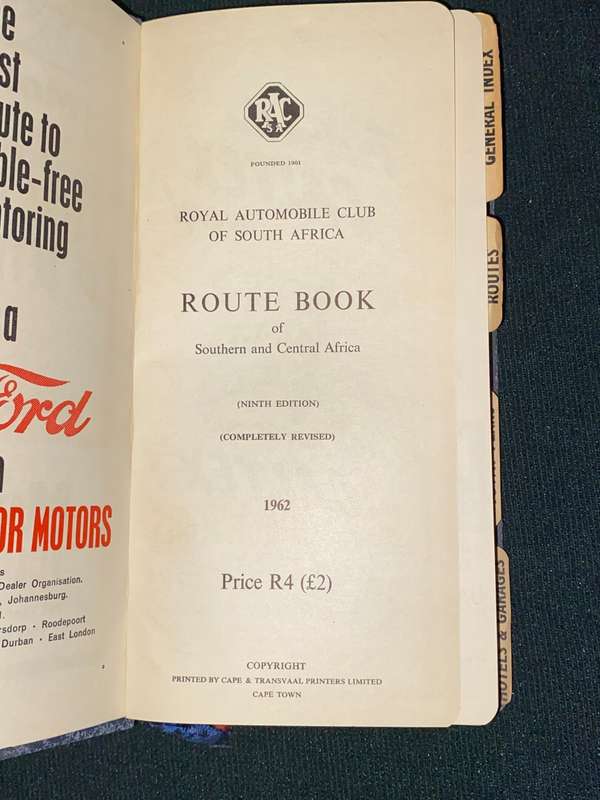 ute to
ble-free
toring
a
Ford
OR MOTORS
Dealer Organisation.
, Johannesburg.
rsdorp · Roodepoort
Durban · East London
RAC
SA
FOUNDED 1901
ROYAL AUTOMOBILE CLUB
OF SOUTH AFRICA
ROUTE BOOK
of
Southern and Central Africa
(NINTH EDITION)
(COMPLETELY REVISED)
1962
Price R4 (£2)
COPYRIGHT
PRINTED BY CAPE & TRANSVAAL PRINTERS LIMITED
CAPE TOWN
GENERAL INDEX
ROUTES
HOTELS & GARAGES